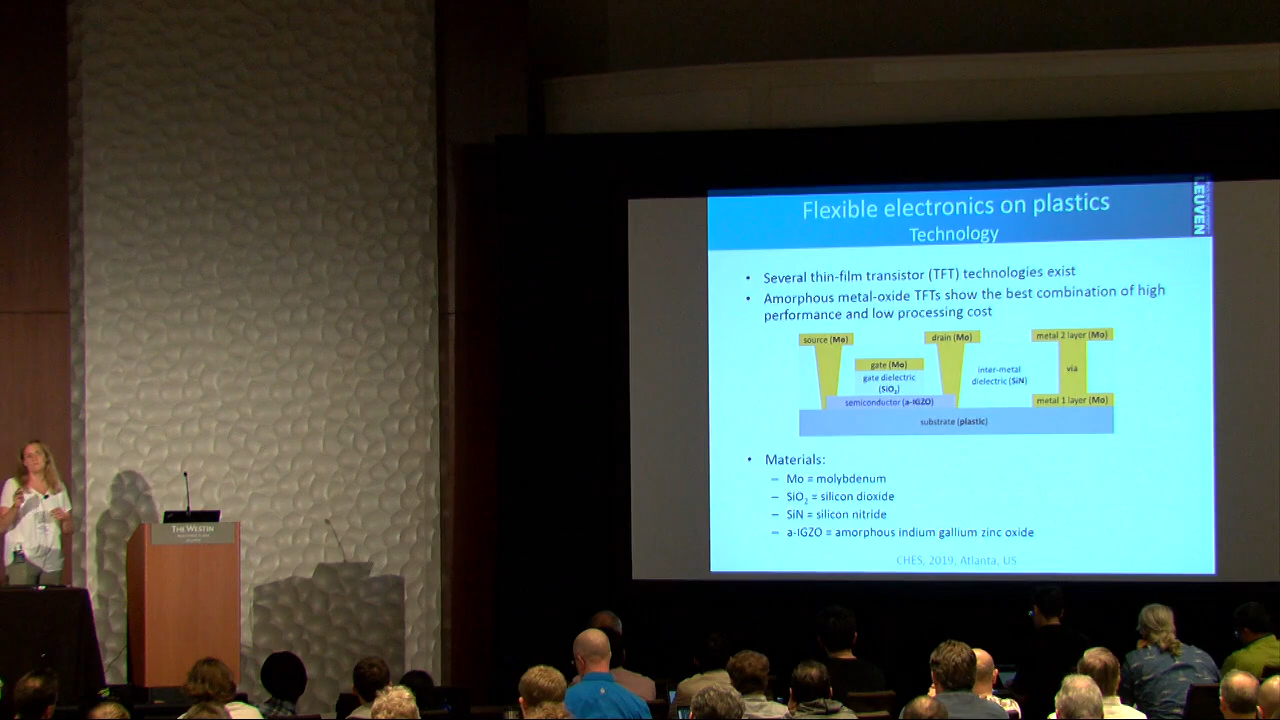 Flexible electronics on plastics
Technology
LEUVEN
• Several thin-film transistor (TFT) technologies exist
• Amorphous metal-oxide TFTs show the best combination of high
performance and low processing cost
source (Mo)
drain (Mo)
metal 2 layer (Mo)
gate (Mo)
gate dielectric
(SiO₂)
inter-metal
dielectric (SiN)
via
semiconductor (a-IGZO)
metal 1 layer (Mo)
substrate (plastic)
• Materials:
– Mo = molybdenum
– SiO₂ = silicon dioxide
– SiN = silicon nitride
– a-IGZO = amorphous indium gallium zinc oxide
CHES, 2019, Atlanta, US
THE WESTIN